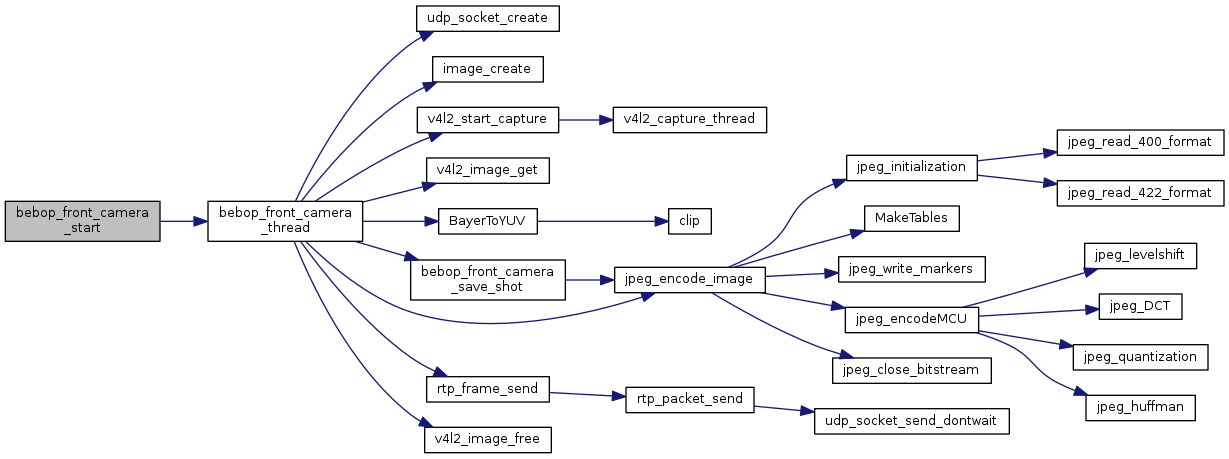 bebop_front_camera
_start
bebop_front_camera
_thread
udp_socket_create
image_create
v4l2_start_capture
v4l2_image_get
BayerToYUV
bebop_front_camera
_save_shot
rtp_frame_send
v4l2_image_free
v4l2_capture_thread
clip
jpeg_encode_image
rtp_packet_send
jpeg_initialization
MakeTables
jpeg_write_markers
jpeg_encodeMCU
jpeg_close_bitstream
udp_socket_send_dontwait
jpeg_read_400_format
jpeg_read_422_format
jpeg_levelshift
jpeg_DCT
jpeg_quantization
jpeg_huffman